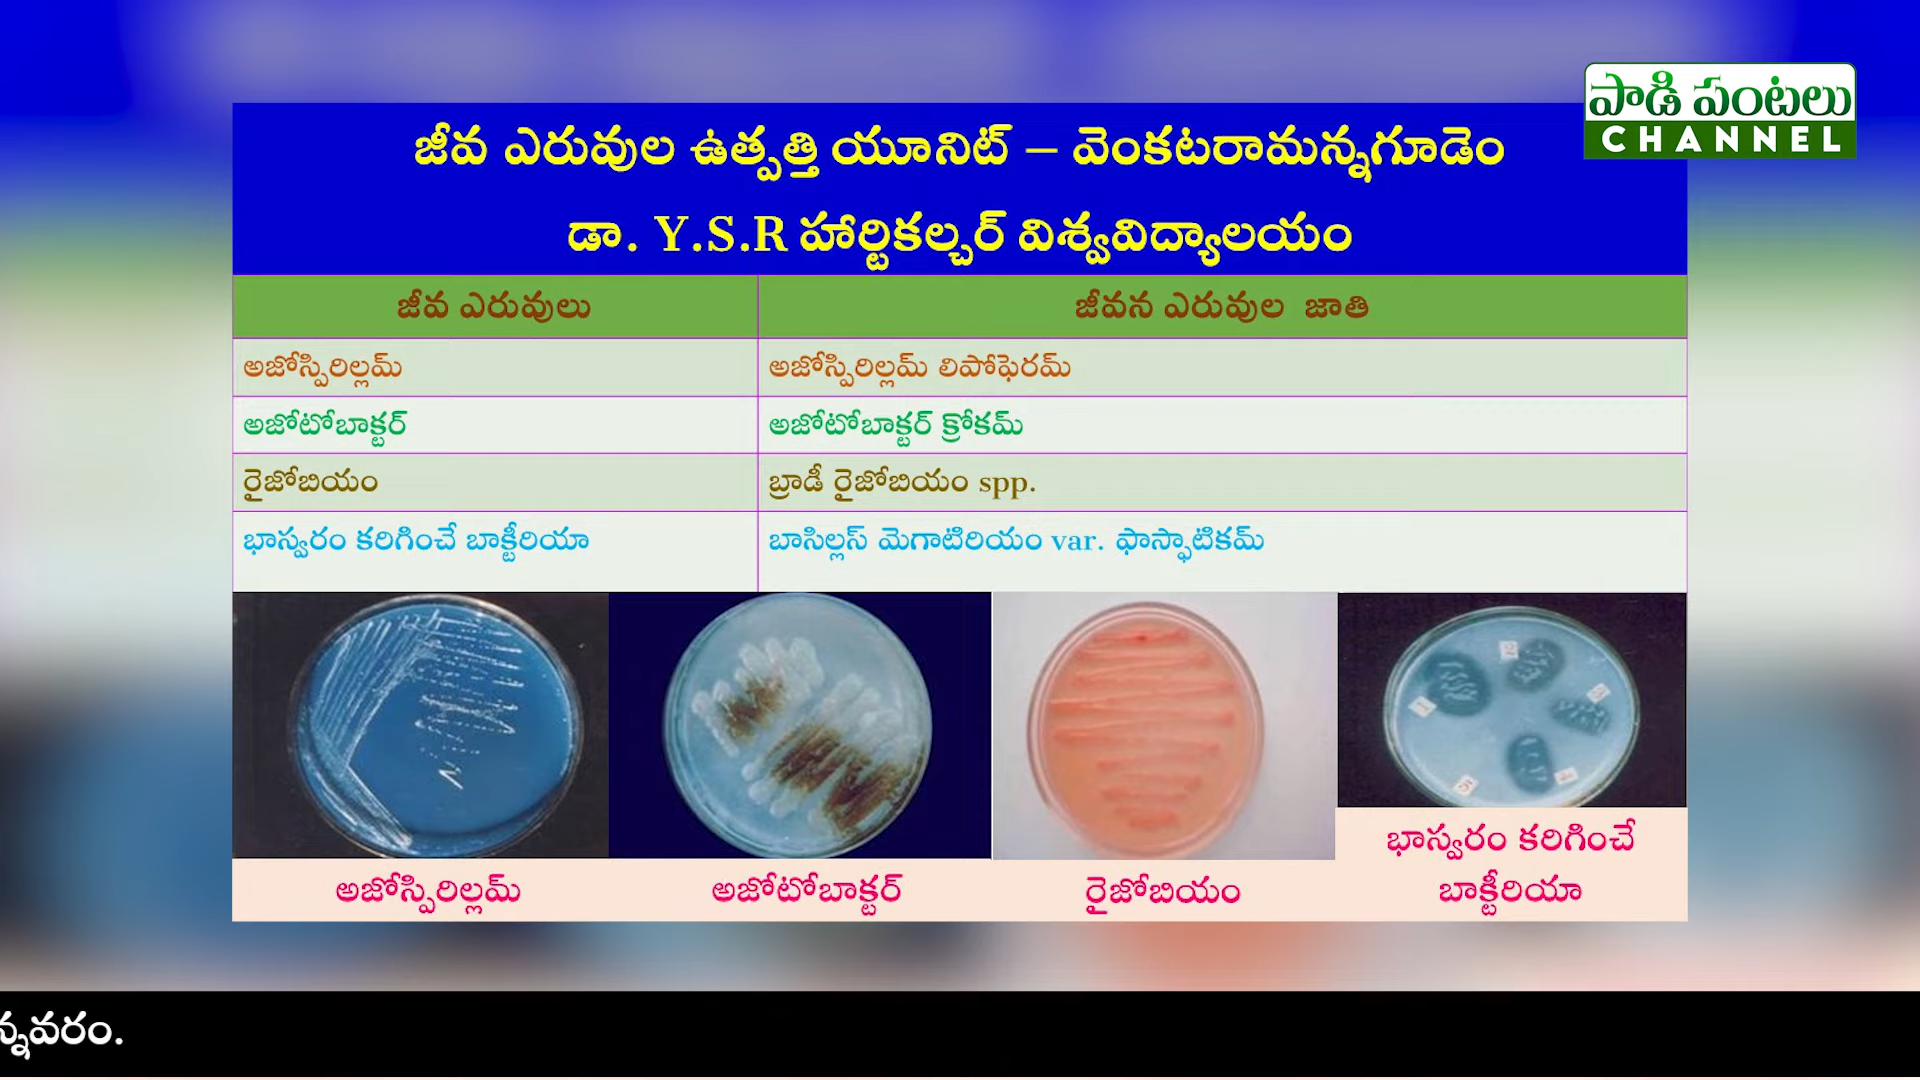 పాడి పంటలు
CHANNEL
జీవ ఎరువుల ఉత్పత్తి యూనిట్ – వెంకటరామన్నగూడెం
డా. Y.S.R హార్టికల్చర్ విశ్వవిద్యాలయం
జీవ ఎరువులు జీవన ఎరువుల జాతి
అజోస్పిరిల్లమ్ అజోస్పిరిల్లమ్ లిపోఫెరమ్
అజోటోబాక్టర్ అజోటోబాక్టర్ క్రోకమ్
రైజోబియం బ్రాడీ రైజోబియం spp.
భాస్వరం కరిగించే బాక్టీరియా బాసిల్లస్ మెగాటిరియం var. ఫాస్ఫాటికమ్
అజోస్పిరిల్లమ్
అజోటోబాక్టర్
రైజోబియం
భాస్వరం కరిగించే
బాక్టీరియా
న్నవరం.